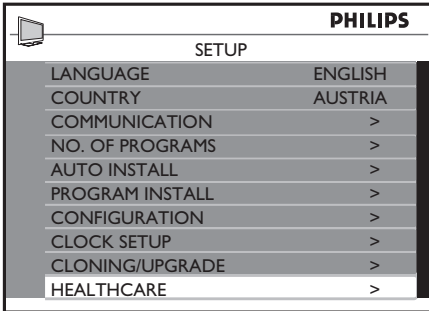 PHILIPS
SETUP
LANGUAGE ENGLISH
COUNTRY AUSTRIA
COMMUNICATION >
NO. OF PROGRAMS >
AUTO INSTALL >
PROGRAM INSTALL >
CONFIGURATION >
CLOCK SETUP >
CLONING/UPGRADE >
HEALTHCARE >